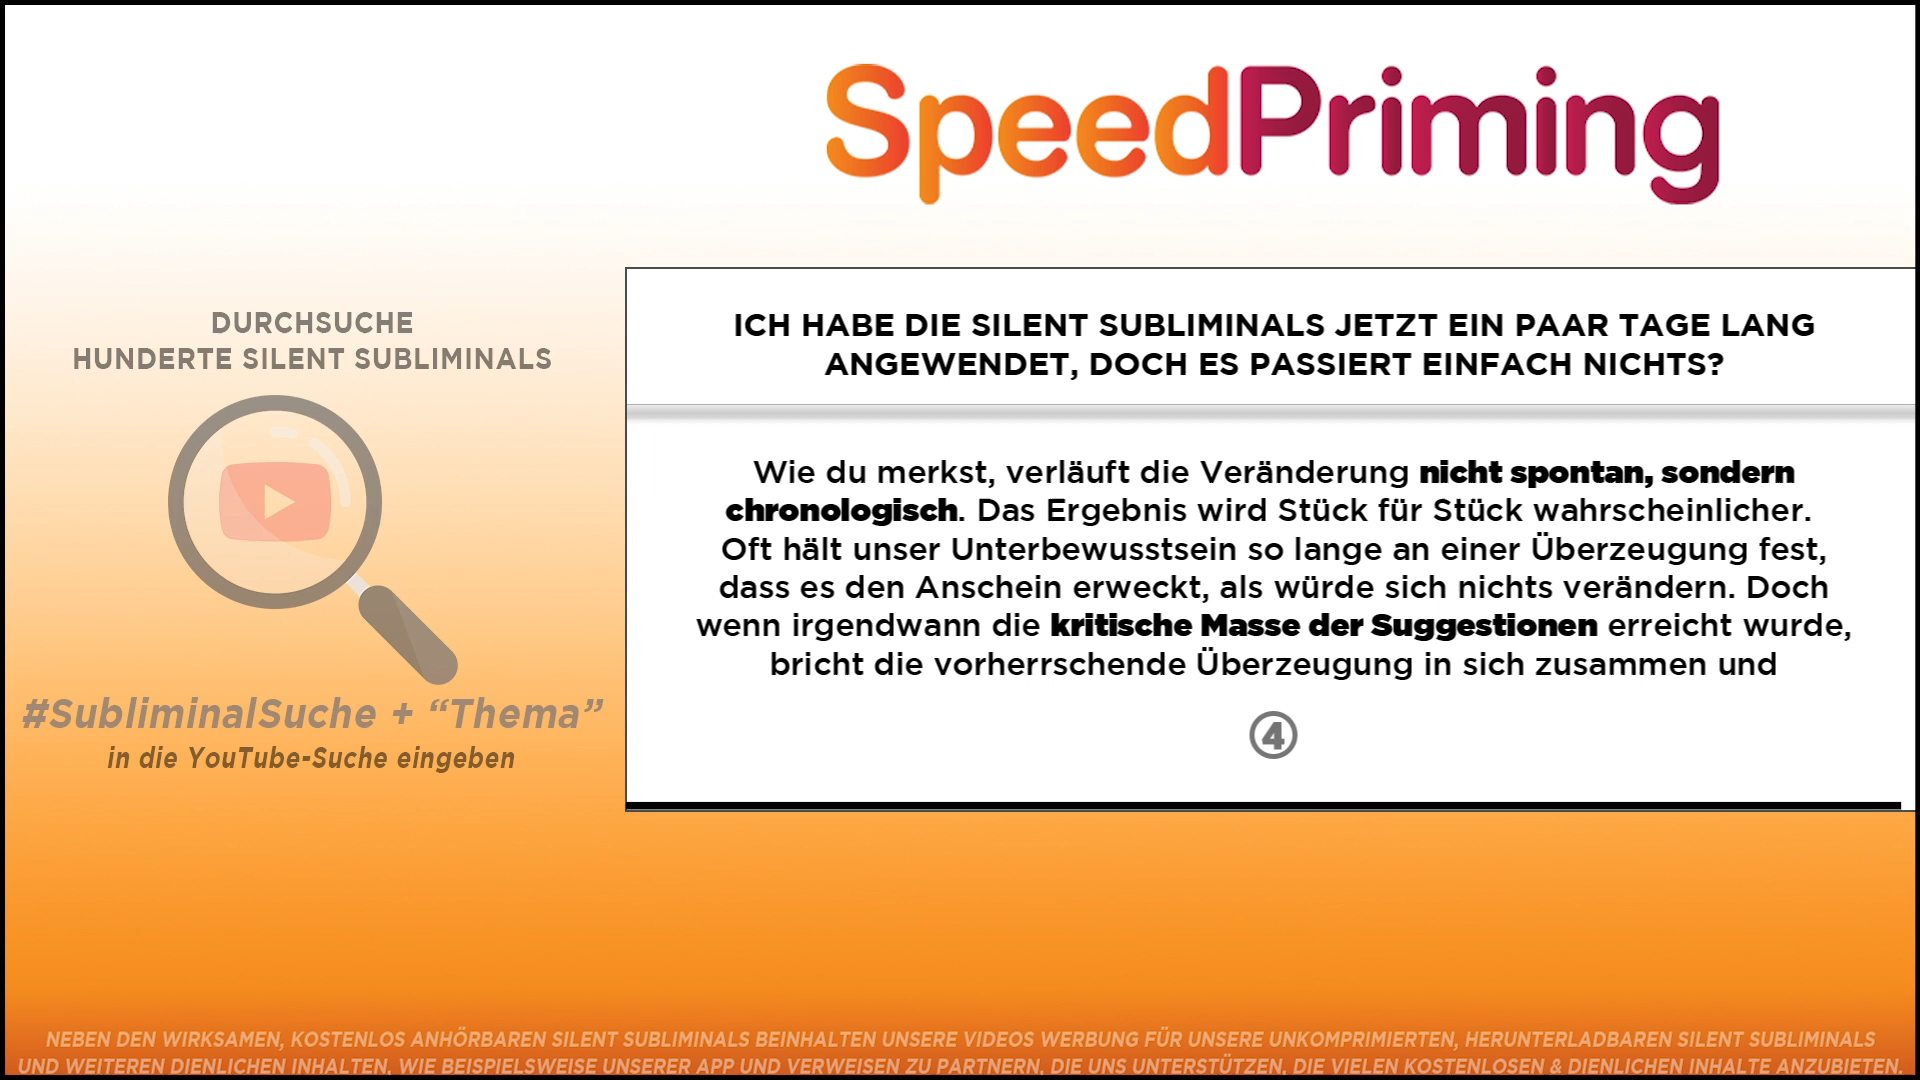 SpeedPriming
DURCHSUCHE
HUNDERTE SILENT SUBLIMINALS
#SubliminalSuche + “Thema”
in die YouTube-Suche eingeben
ICH HABE DIE SILENT SUBLIMINALS JETZT EIN PAAR TAGE LANG
ANGEWENDET, DOCH ES PASSIERT EINFACH NICHTS?
Wie du merkst, verläuft die Veränderung nicht spontan, sondern
chronologisch. Das Ergebnis wird Stück für Stück wahrscheinlicher.
Oft hält unser Unterbewusstsein so lange an einer Überzeugung fest,
dass es den Anschein erweckt, als würde sich nichts verändern. Doch
wenn irgendwann die kritische Masse der Suggestionen erreicht wurde,
bricht die vorherrschende Überzeugung in sich zusammen und
④
NEBEN DEN WIRKSAMEN, KOSTENLOS ANHÖRBAREN SILENT SUBLIMINALS BEINHALTEN UNSERE VIDEOS WERBUNG FÜR UNSERE UNKOMPRIMIERTEN, HERUNTERLADBAREN SILENT SUBLIMINALS
UND WEITEREN DIENLICHEN INHALTEN, WIE BEISPIELSWEISE UNSERER APP UND VERWEISEN ZU PARTNERN, DIE UNS UNTERSTÜTZEN, DIE VIELEN KOSTENLOSEN & DIENLICHEN INHALTE ANZUBIETEN.